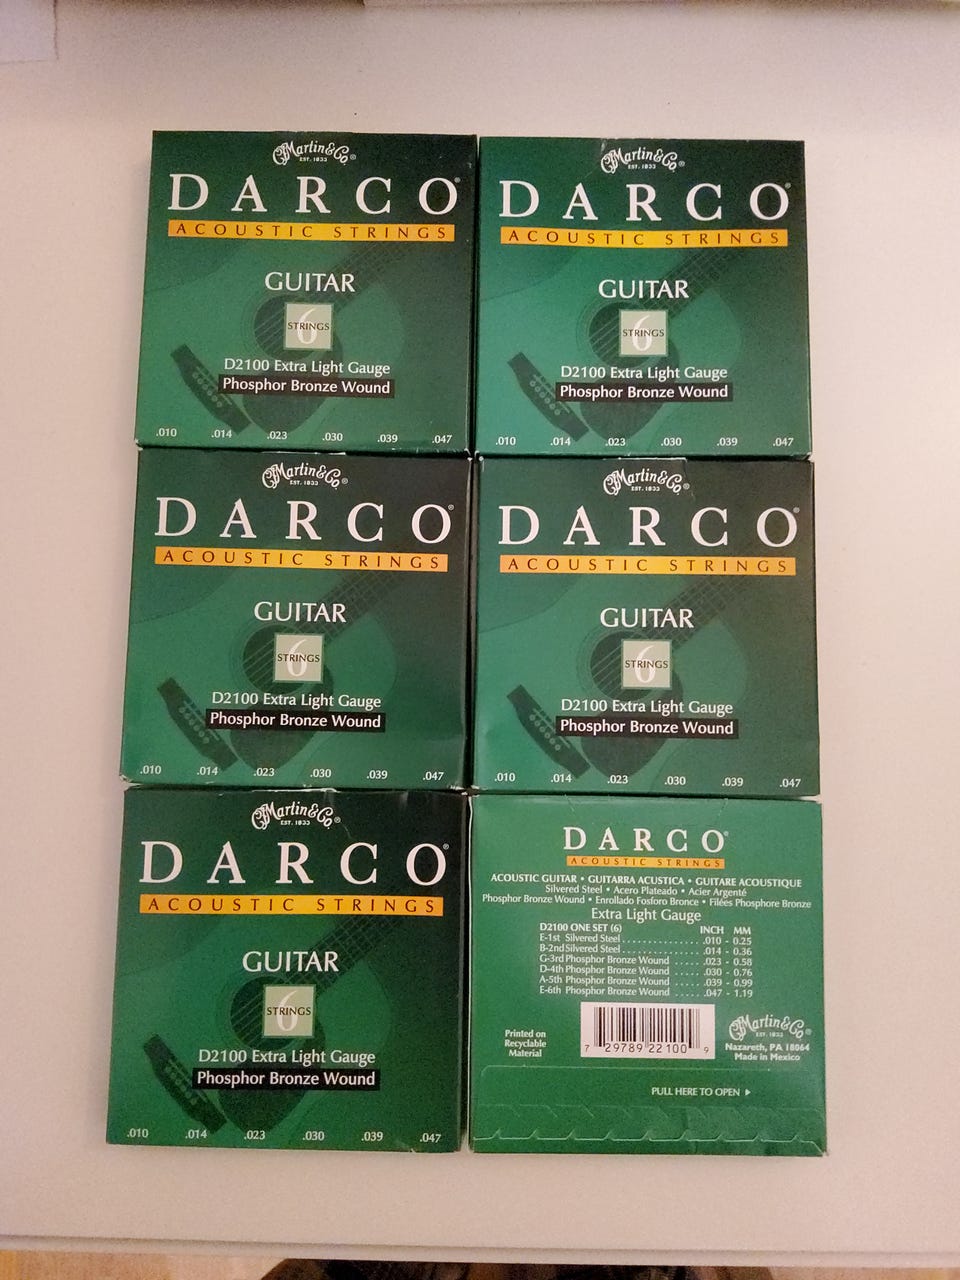 Martin & Co.®
EST. 1833
DARCO®
ACOUSTIC STRINGS
GUITAR
6
STRINGS
D2100 Extra Light Gauge
Phosphor Bronze Wound
.010 .014 .023 .030 .039 .047
Martin & Co.®
EST. 1833
DARCO®
ACOUSTIC STRINGS
GUITAR
6
STRINGS
D2100 Extra Light Gauge
Phosphor Bronze Wound
.010 .014 .023 .030 .039 .047
Martin & Co.®
EST. 1833
DARCO®
ACOUSTIC STRINGS
GUITAR
6
STRINGS
D2100 Extra Light Gauge
Phosphor Bronze Wound
.010 .014 .023 .030 .039 .047
Martin & Co.®
EST. 1833
DARCO®
ACOUSTIC STRINGS
GUITAR
6
STRINGS
D2100 Extra Light Gauge
Phosphor Bronze Wound
.010 .014 .023 .030 .039 .047
Martin & Co.®
EST. 1833
DARCO®
ACOUSTIC STRINGS
GUITAR
6
STRINGS
D2100 Extra Light Gauge
Phosphor Bronze Wound
.010 .014 .023 .030 .039 .047
DARCO®
ACOUSTIC STRINGS
ACOUSTIC GUITAR • GUITARRA ACUSTICA • GUITARE ACOUSTIQUE
Silvered Steel • Acero Plateado • Acier Argenté
Phosphor Bronze Wound • Enrollado Fosforo Bronce • Filées Phosphore Bronze
Extra Light Gauge
D2100 ONE SET (6) INCH MM
E-1st Silvered Steel .010 - 0.25
B-2nd Silvered Steel .014 - 0.36
G-3rd Phosphor Bronze Wound .023 - 0.58
D-4th Phosphor Bronze Wound .030 - 0.76
A-5th Phosphor Bronze Wound .039 - 0.99
E-6th Phosphor Bronze Wound .047 - 1.19
Printed on
Recyclable
Material
7 29789 22100 9
Martin & Co.®
EST. 1833
Nazareth, PA 18064
Made in Mexico
PULL HERE TO OPEN ▶